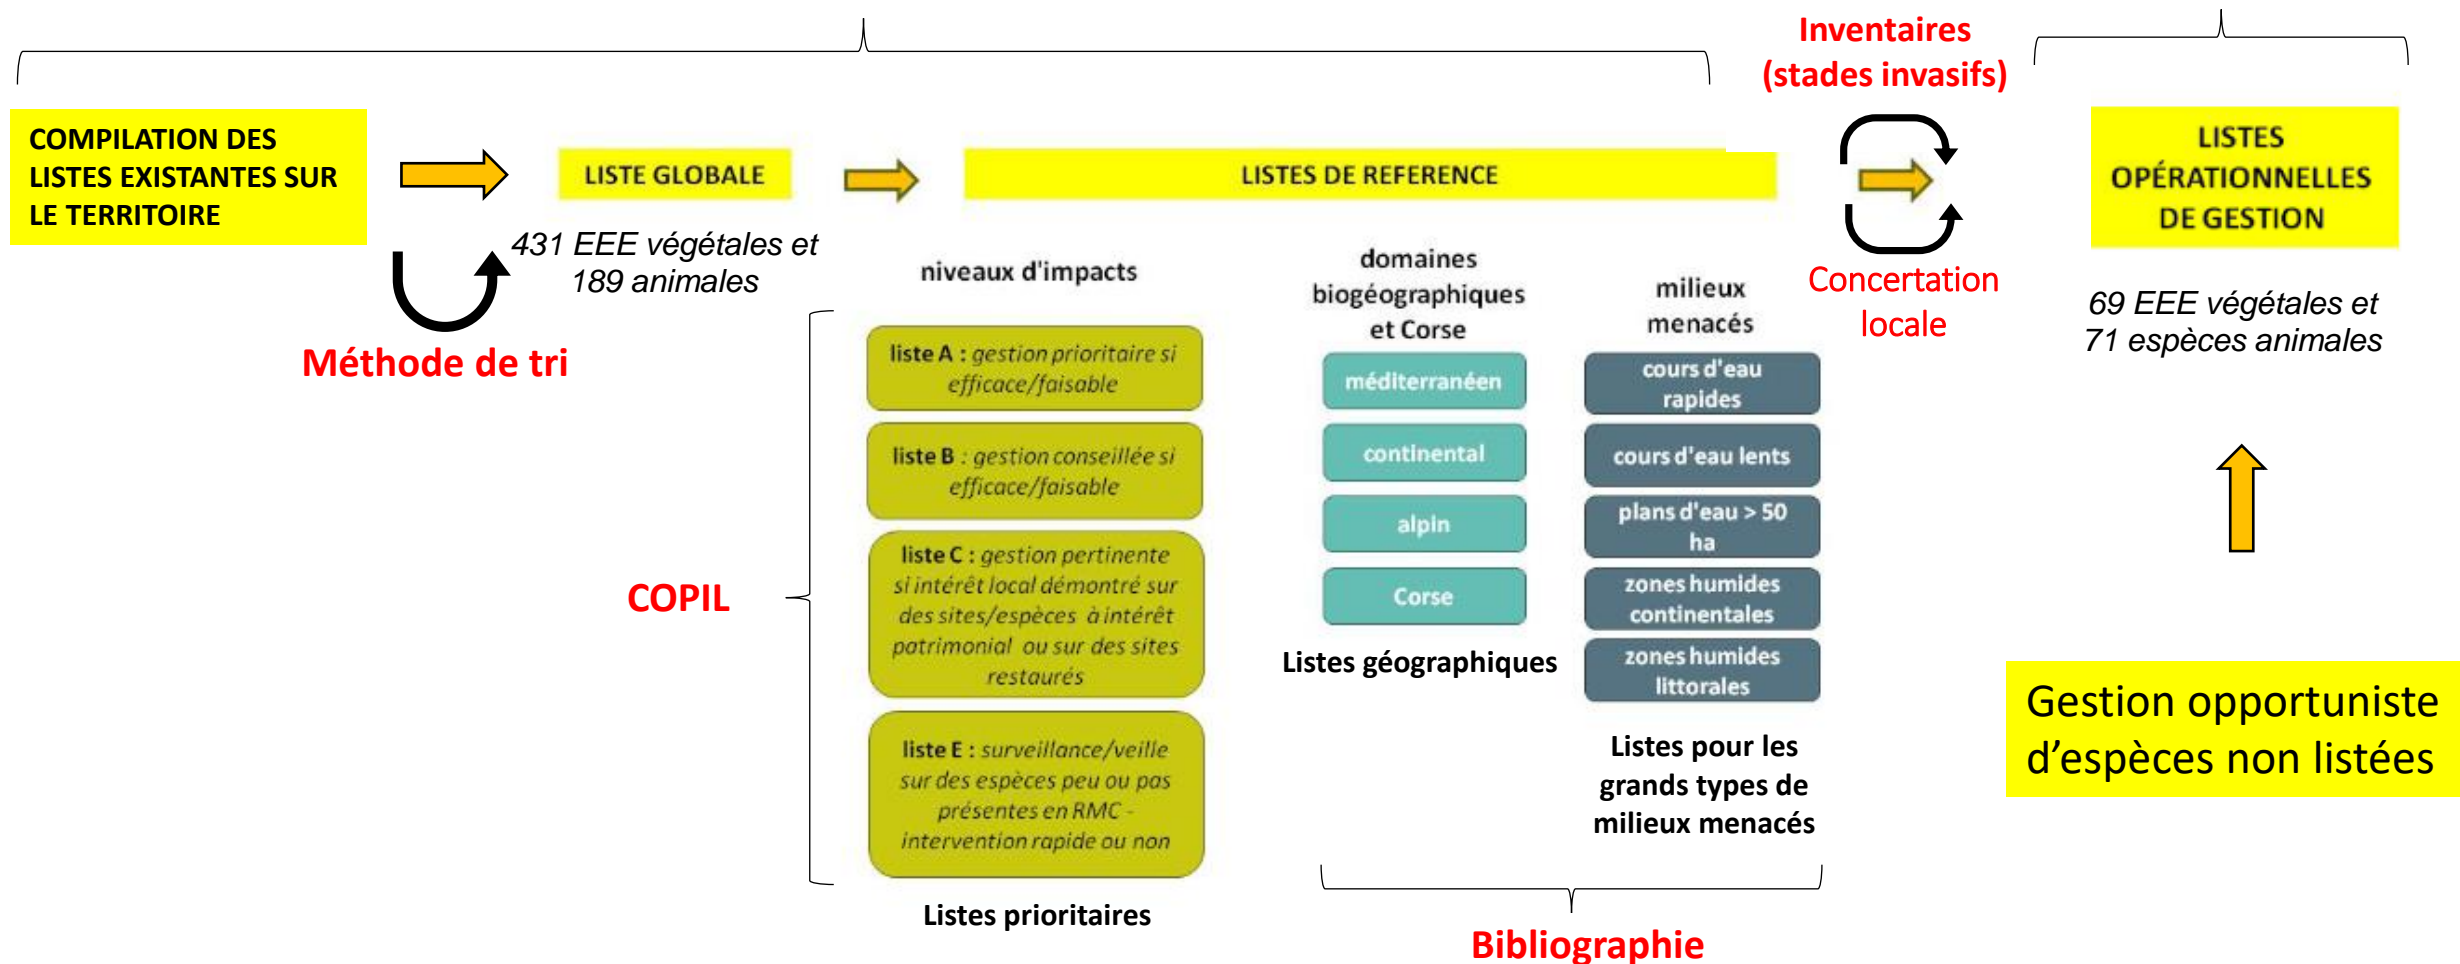 COMPILATION DES
LISTES EXISTANTES SUR
LE TERRITOIRE
Méthode de tri
LISTE GLOBALE
431 EEE végétales et
189 animales
LISTES DE REFERENCE
niveaux d'impacts
COPIL
liste A : gestion prioritaire si
efficace/faisable
liste B : gestion conseillée si
efficace/faisable
liste C : gestion pertinente
si intérêt local démontré sur
des sites/espèces à intérêt
patrimonial ou sur des sites
restaurés
liste E : surveillance/veille
sur des espèces peu ou pas
présentes en RMC -
intervention rapide ou non
Listes prioritaires
domaines
biogéographiques
et Corse
méditerranéen
continental
alpin
Corse
Listes géographiques
milieux
menacés
cours d'eau
rapides
cours d'eau lents
plans d'eau > 50
ha
zones humides
continentales
zones humides
littorales
Listes pour les
grands types de
milieux menacés
Bibliographie
Inventaires
(stades invasifs)
Concertation
locale
LISTES
OPÉRATIONNELLES
DE GESTION
69 EEE végétales et
71 espèces animales
Gestion opportuniste
d'espèces non listées